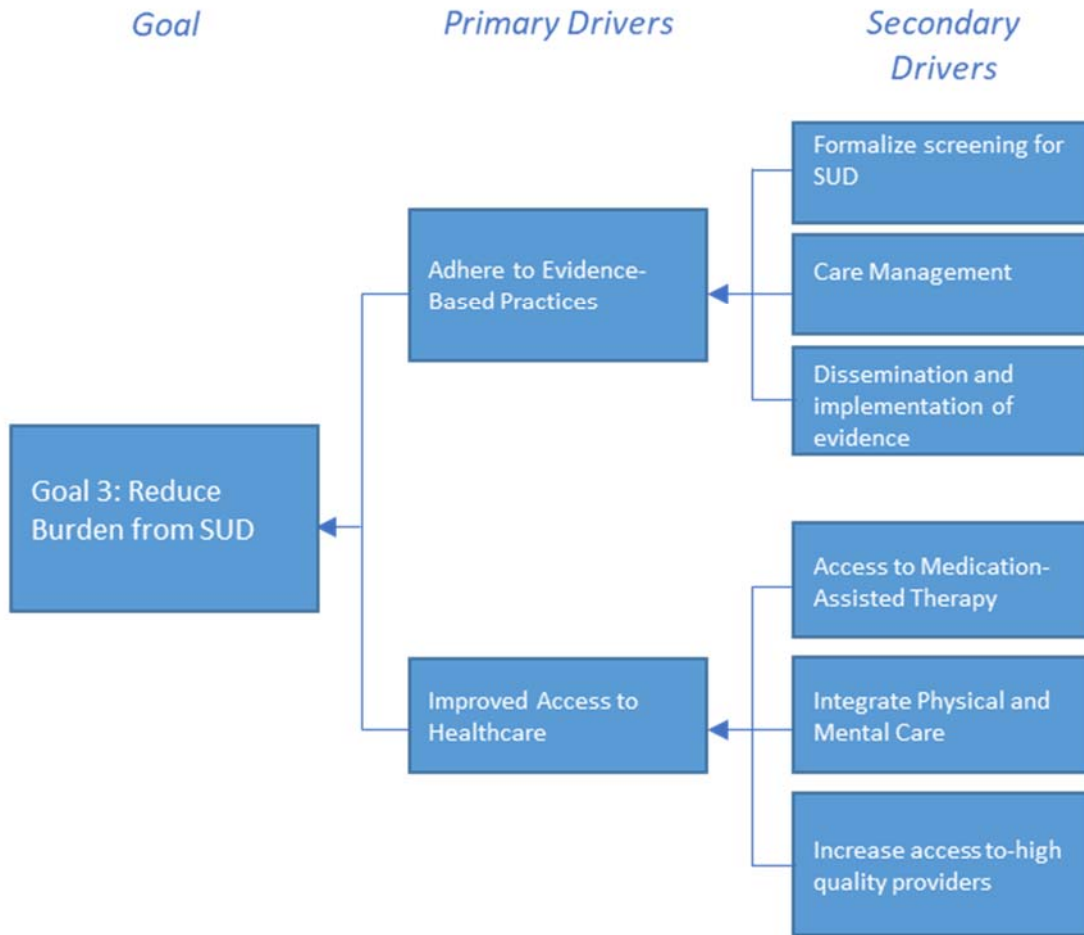 Goal
Primary Drivers
Secondary
Drivers
Formalize screening for
SUD
Adhere to Evidence-
Based Practices
Care Management
Dissemination and
implementation of
evidence
Goal 3: Reduce
Burden from SUD
Access to Medication-
Assisted Therapy
Improved Access to
Healthcare
Integrate Physical and
Mental Care
Increase access to-high
quality providers